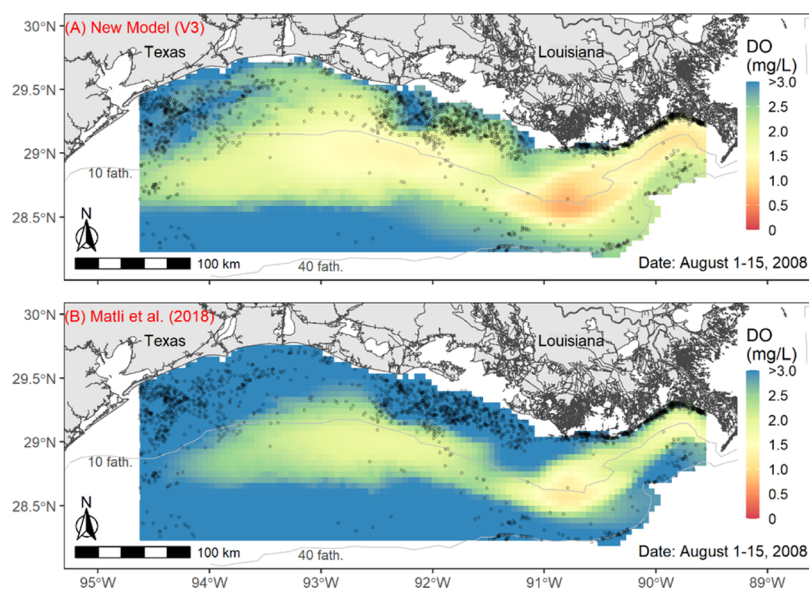 (A) New Model (V3)
Texas
Louisiana
DO
(mg/L)
>3.0
2.5
2.0
1.5
1.0
0.5
0
30°N
29.5°N
29°N
28.5°N
10 fath.
N
100 km
40 fath.
Date: August 1-15, 2008
(B) Matli et al. (2018)
Texas
Louisiana
DO
(mg/L)
>3.0
2.5
2.0
1.5
1.0
0.5
0
30°N
29.5°N
29°N
28.5°N
10 fath.
N
100 km
40 fath.
Date: August 1-15, 2008
95°W
94°W
93°W
92°W
91°W
90°W
89°W